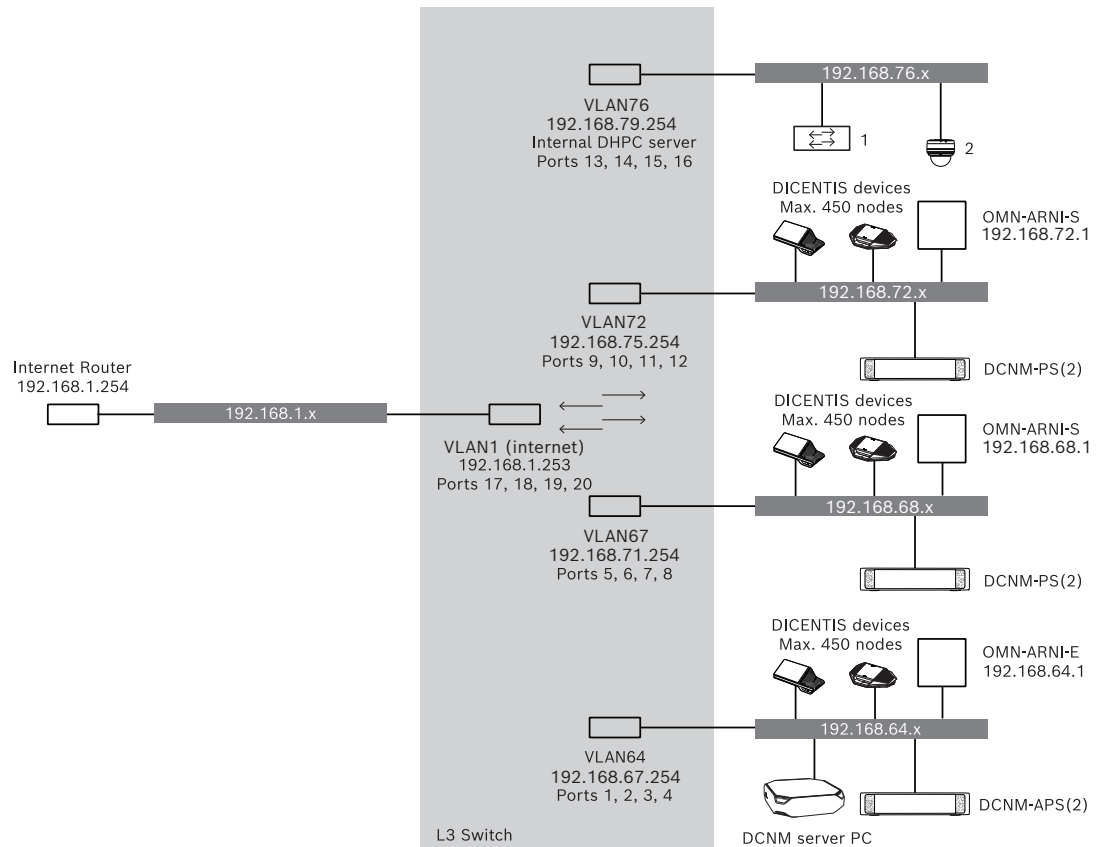 192.168.76.x
VLAN76
192.168.79.254
Internal DHPC server
Ports 13, 14, 15, 16
1
2
DICENTIS devices
Max. 450 nodes
OMN-ARNI-S
192.168.72.1
192.168.72.x
VLAN72
192.168.75.254
Ports 9, 10, 11, 12
DCNM-PS(2)
Internet Router
192.168.1.254
192.168.1.x
VLAN1 (internet)
192.168.1.253
Ports 17, 18, 19, 20
DICENTIS devices
Max. 450 nodes
OMN-ARNI-S
192.168.68.1
192.168.68.x
VLAN67
192.168.71.254
Ports 5, 6, 7, 8
DCNM-PS(2)
DICENTIS devices
Max. 450 nodes
OMN-ARNI-E
192.168.64.1
192.168.64.x
VLAN64
192.168.67.254
Ports 1, 2, 3, 4
DCNM-APS(2)
L3 Switch
DCNM server PC